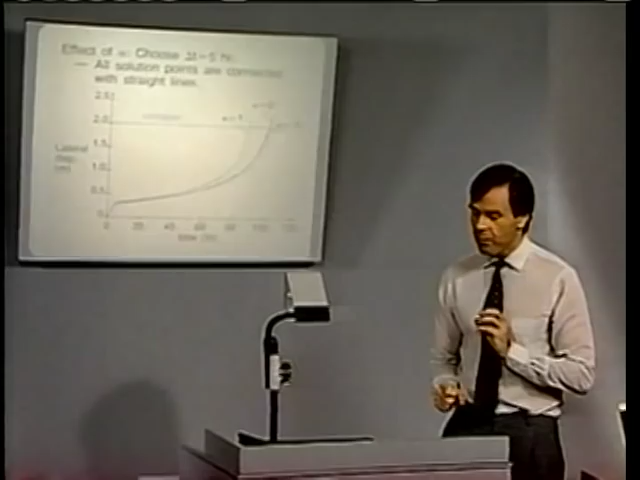 Effect of α: Choose Δt=5 hr.
— All solution points are connected
with straight lines.
2.5
2.0
1.5
1.0
0.5
0
Lateral
disp.
(m)
0 20 40 60 80 100
time (hr)